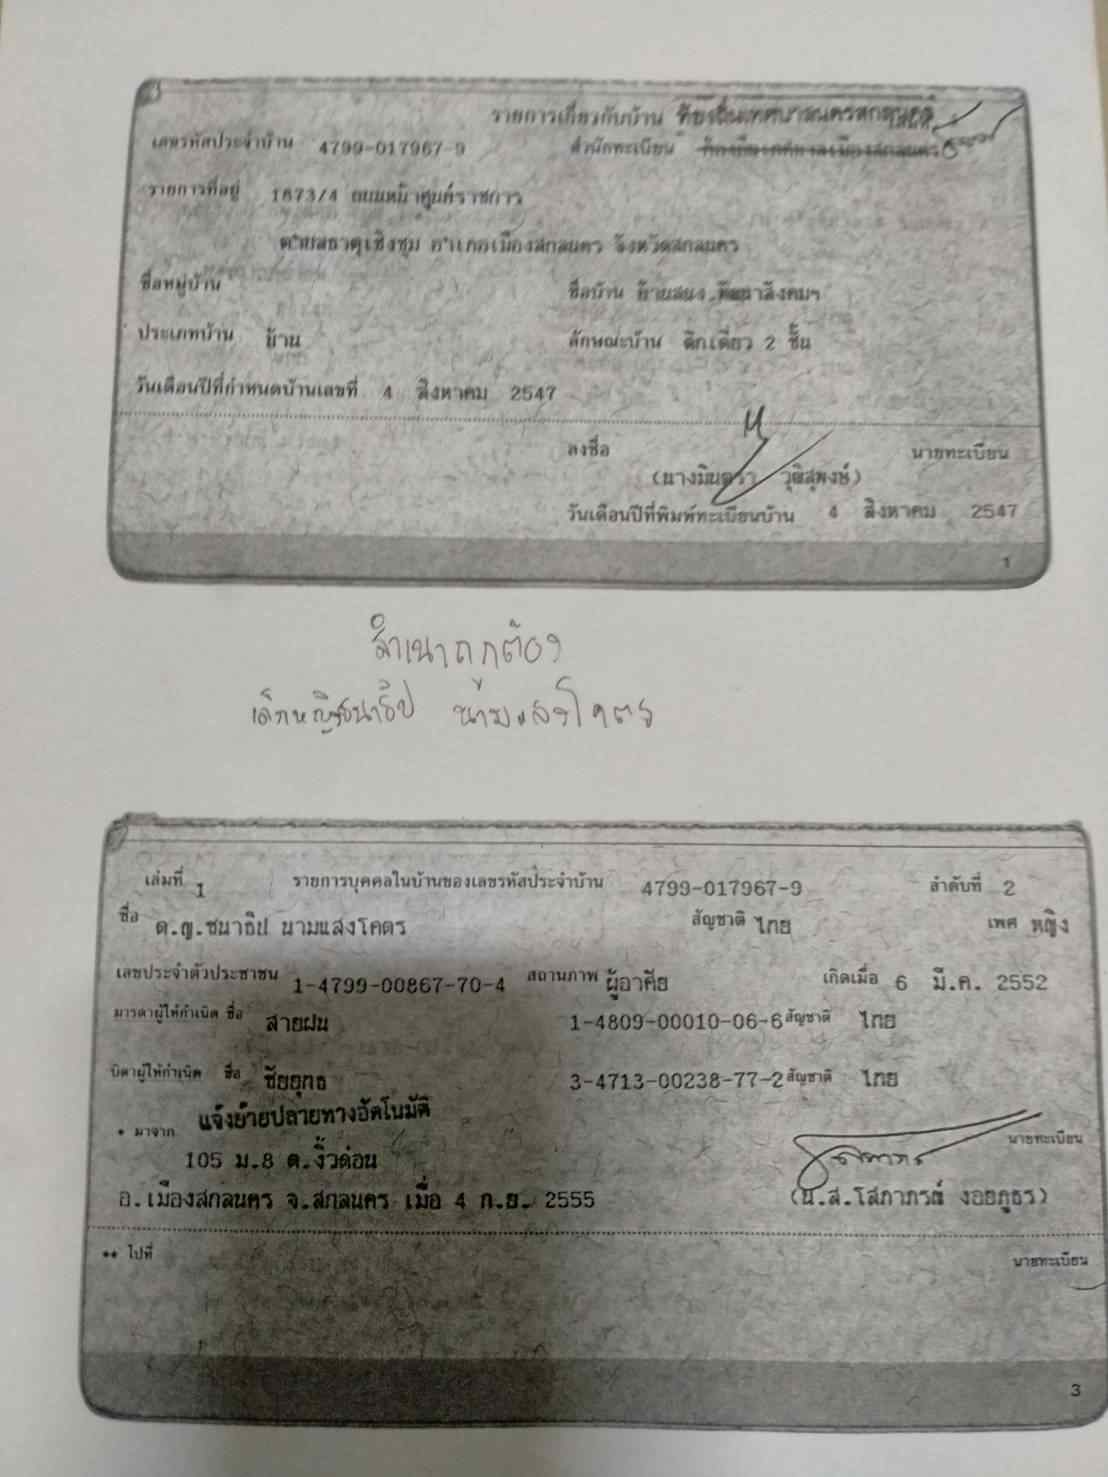 รายการเกี่ยวกับบ้าน ท้องถิ่นเทศบาลนครสกลนคร
เลขรหัสประจำบ้าน 4799-017967-9 สำนักทะเบียน
รายการที่อยู่ 1873/4 ถนนหน้าศูนย์ราชการ
ตำบลธาตุเชิงชุม อำเภอเมืองสกลนคร จังหวัดสกลนคร
ชื่อหมู่บ้าน ชื่อบ้าน
ประเภทบ้าน บ้าน ลักษณะบ้าน ตึกเดี่ยว 2 ชั้น
วันเดือนปีที่กำหนดบ้านเลขที่ 4 สิงหาคม 2547
ลงชื่อ นายทะเบียน
(นางมินตรา วุฒิสุพงษ์)
วันเดือนปีที่พิมพ์ทะเบียนบ้าน 4 สิงหาคม 2547
1
สำเนาถูกต้อง
เด็กหญิงชนาธิป นามแสงโคตร
เล่มที่ 1 รายการบุคคลในบ้านของเลขรหัสประจำบ้าน 4799-017967-9 ลำดับที่ 2
ชื่อ ด.ญ.ชนาธิป นามแสงโคตร สัญชาติ ไทย เพศ หญิง
เลขประจำตัวประชาชน 1-4799-00867-70-4 สถานภาพ ผู้อาศัย เกิดเมื่อ 6 มี.ค. 2552
มารดาผู้ให้กำเนิด ชื่อ สายฝน 1-4809-00010-06-6 สัญชาติ ไทย
บิดาผู้ให้กำเนิด ชื่อ ชัยยุทธ 3-4713-00238-77-2 สัญชาติ ไทย
* มาจาก แจ้งย้ายปลายทางอัตโนมัติ
105 ม.8 ต.งิ้วด่อน นายทะเบียน
อ.เมืองสกลนคร จ.สกลนคร เมื่อ 4 ก.ย. 2555 (น.ส.โสภาภรณ์ งอยภูธร)
** ไปที่ นายทะเบียน
3